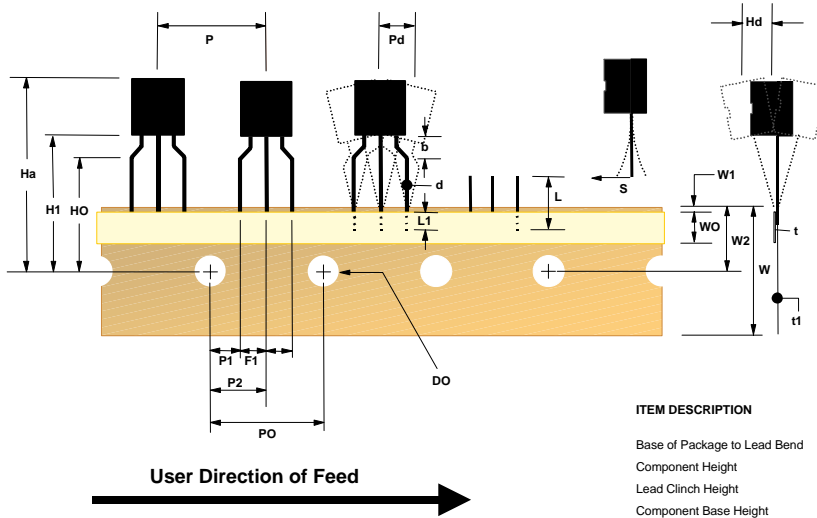 P
Pd
Hd
Ha
H1
HO
b
d
L
L1
S
W1
WO
W2
W
t
t1
P1
F1
P2
PO
DO
User Direction of Feed
ITEM DESCRIPTION
Base of Package to Lead Bend
Component Height
Lead Clinch Height
Component Base Height